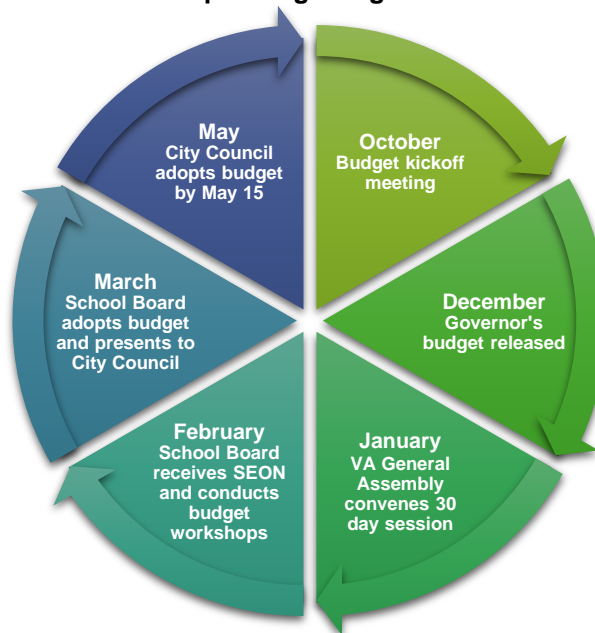 October
Budget kickoff
meeting
December
Governor's
budget released
January
VA General
Assembly
convenes 30
day session
February
School Board
receives SEON
and conducts
budget
workshops
March
School Board
adopts budget
and presents to
City Council
May
City Council
adopts budget
by May 15